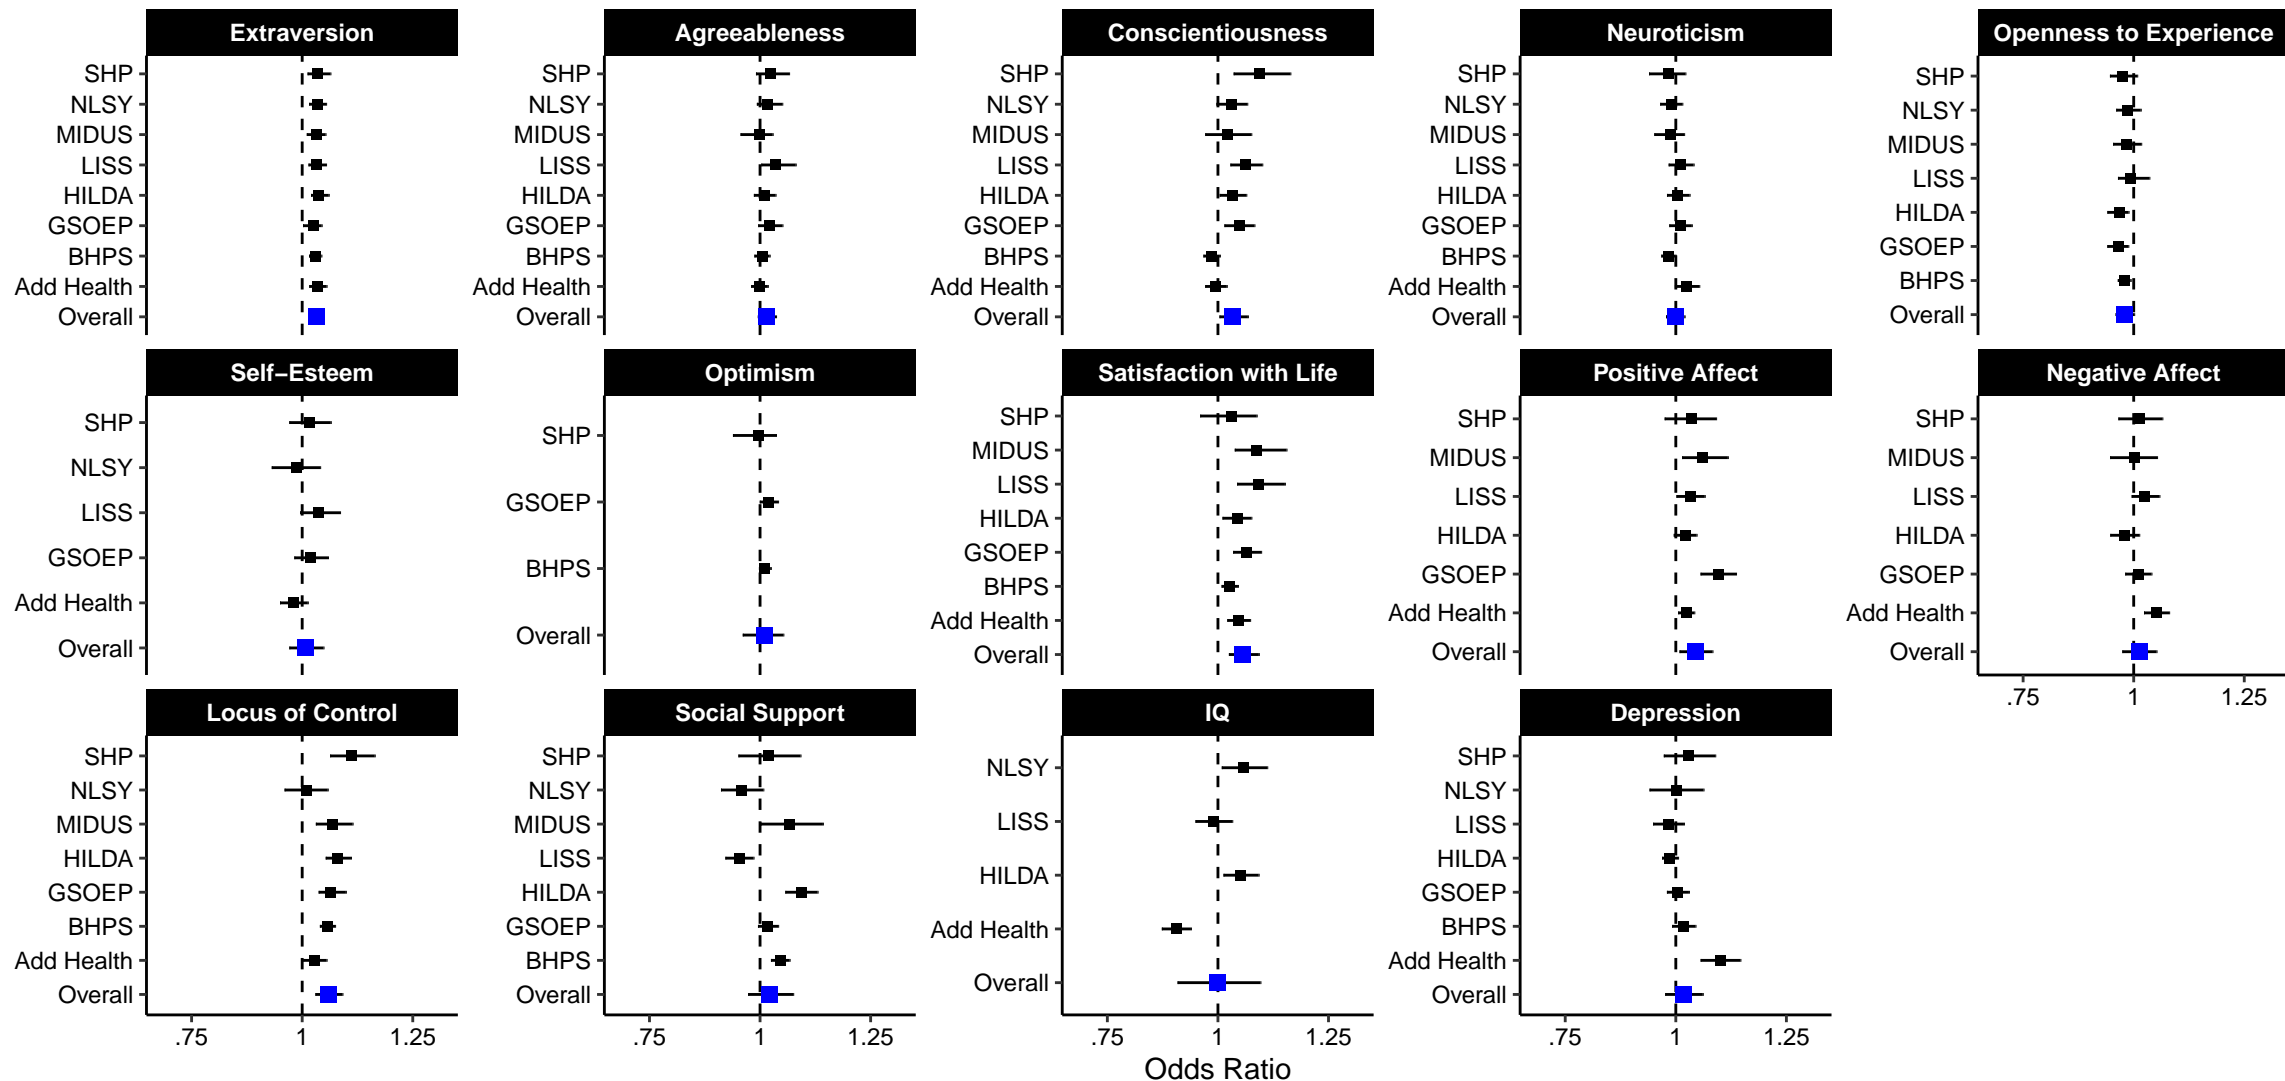 Extraversion
SHP
NLSY
MIDUS
LISS
HILDA
GSOEP
BHPS
Add Health
Overall
Agreeableness
SHP
NLSY
MIDUS
LISS
HILDA
GSOEP
BHPS
Add Health
Overall
Conscientiousness
SHP
NLSY
MIDUS
LISS
HILDA
GSOEP
BHPS
Add Health
Overall
Neuroticism
SHP
NLSY
MIDUS
LISS
HILDA
GSOEP
BHPS
Add Health
Overall
Openness to Experience
SHP
NLSY
MIDUS
LISS
HILDA
GSOEP
BHPS
Overall
Self−Esteem
SHP
NLSY
LISS
GSOEP
Add Health
Overall
Optimism
SHP
GSOEP
BHPS
Overall
Satisfaction with Life
SHP
MIDUS
LISS
HILDA
GSOEP
BHPS
Add Health
Overall
Positive Affect
SHP
MIDUS
LISS
HILDA
GSOEP
Add Health
Overall
Negative Affect
SHP
MIDUS
LISS
HILDA
GSOEP
Add Health
Overall
.75 1 1.25
Locus of Control
SHP
NLSY
MIDUS
HILDA
GSOEP
BHPS
Add Health
Overall
.75 1 1.25
Social Support
SHP
NLSY
MIDUS
LISS
HILDA
GSOEP
BHPS
Overall
.75 1 1.25
IQ
NLSY
LISS
HILDA
Add Health
Overall
.75 1 1.25
Depression
SHP
NLSY
LISS
HILDA
GSOEP
BHPS
Add Health
Overall
.75 1 1.25
Odds Ratio